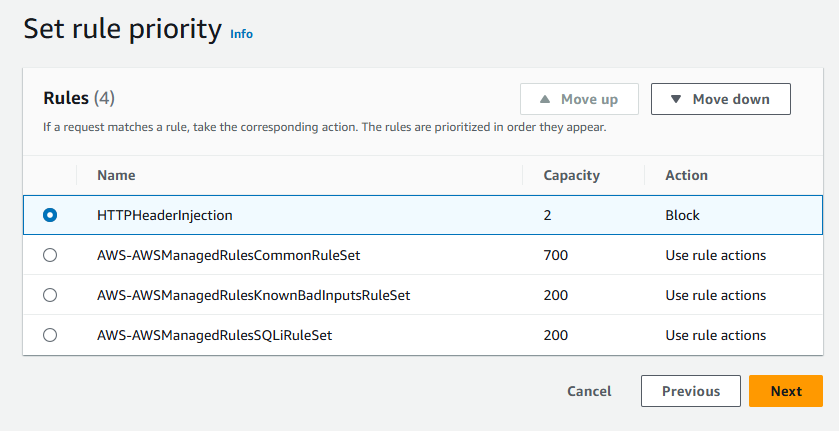 Set rule priority Info
Rules (4)
▲ Move up
▼ Move down
If a request matches a rule, take the corresponding action. The rules are prioritized in order they appear.
Name Capacity Action
HTTPHeaderInjection 2 Block
AWS-AWSManagedRulesCommonRuleSet 700 Use rule actions
AWS-AWSManagedRulesKnownBadInputsRuleSet 200 Use rule actions
AWS-AWSManagedRulesSQLiRuleSet 200 Use rule actions
Cancel Previous Next